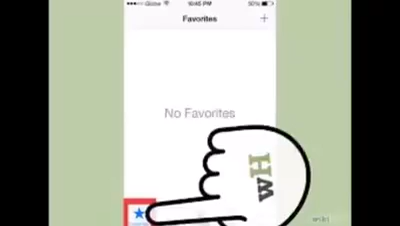 Globe 10:45 PM 50%
Favorites
No Favorites
wH
wiki